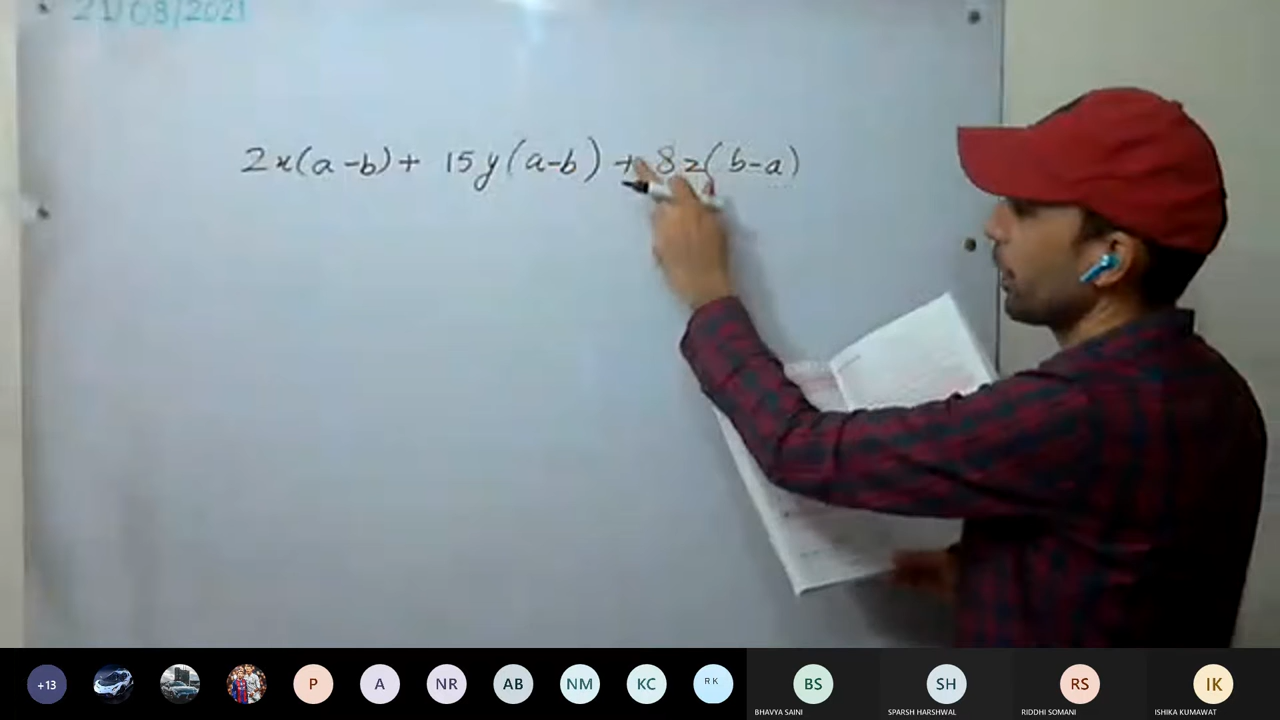 21/08/2021
2x(a-b)+ 15y(a-b) + 8z(b-a)
+13
P
A
NR
AB
NM
KC
RK
BS
SH
RS
IK
BHAVYA SAINI
SPARSH HARSHWAL
RIDDHI SOMANI
ISHIKA KUMAWAT